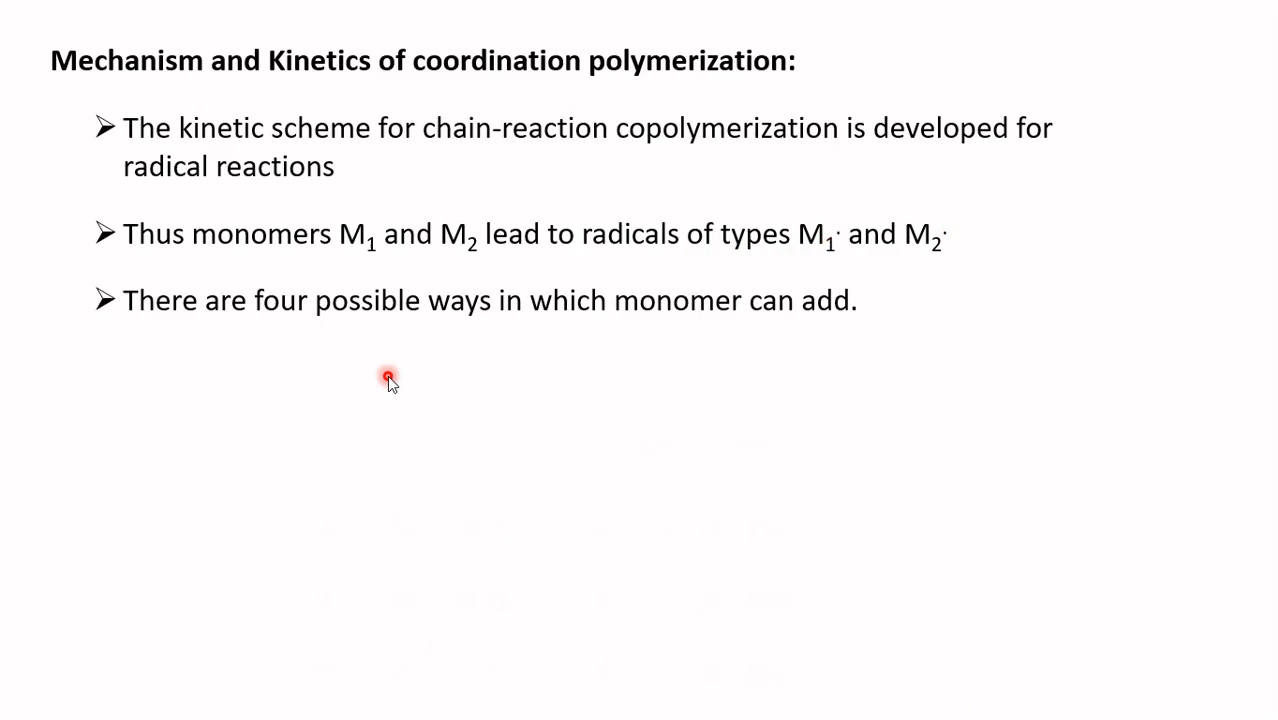 Mechanism and Kinetics of coordination polymerization:
➢ The kinetic scheme for chain-reaction copolymerization is developed for
radical reactions
➢ Thus monomers M₁ and M₂ lead to radicals of types M₁· and M₂·
➢ There are four possible ways in which monomer can add.